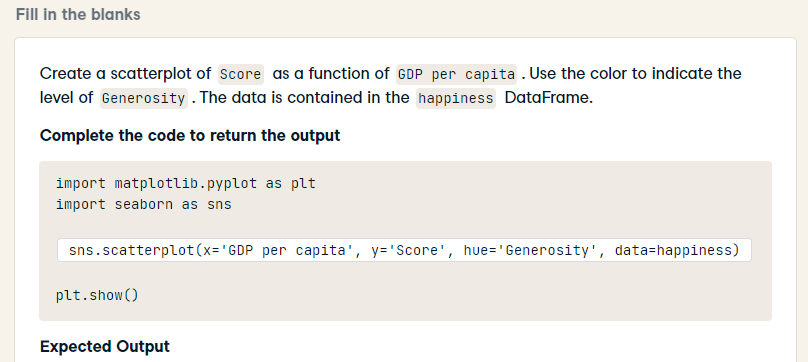 Fill in the blanks
Create a scatterplot of Score as a function of GDP per capita . Use the color to indicate the
level of Generosity . The data is contained in the happiness DataFrame.
Complete the code to return the output
import matplotlib.pyplot as plt
import seaborn as sns
sns.scatterplot(x='GDP per capita', y='Score', hue='Generosity', data=happiness)
plt.show()
Expected Output